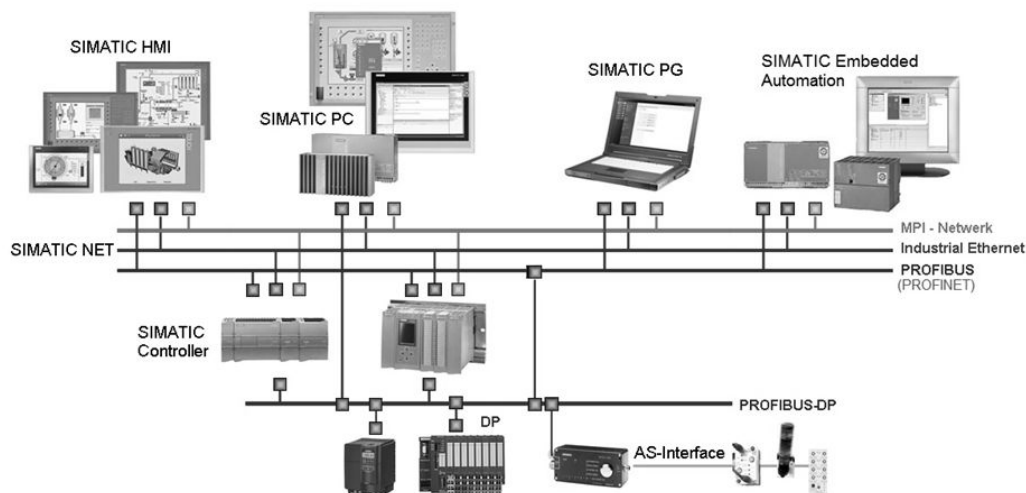 SIMATIC HMI
SIMATIC PC
SIMATIC PG
SIMATIC Embedded
Automation
MPI - Netwerk
SIMATIC NET
Industrial Ethernet
PROFIBUS
(PROFINET)
SIMATIC
Controller
PROFIBUS-DP
DP
AS-Interface